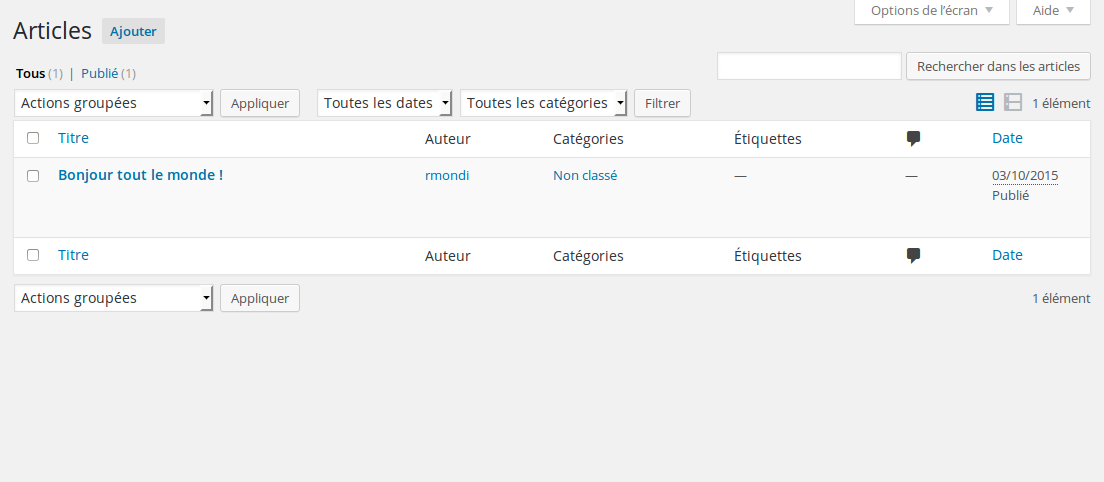 Options de l'écran Aide
Articles Ajouter
Tous (1) | Publié (1)
Rechercher dans les articles
Actions groupées Appliquer Toutes les dates Toutes les catégories Filtrer 1 élément
Titre Auteur Catégories Étiquettes Date
Bonjour tout le monde ! rmondi Non classé — — 03/10/2015
Publié
Titre Auteur Catégories Étiquettes Date
Actions groupées Appliquer 1 élément